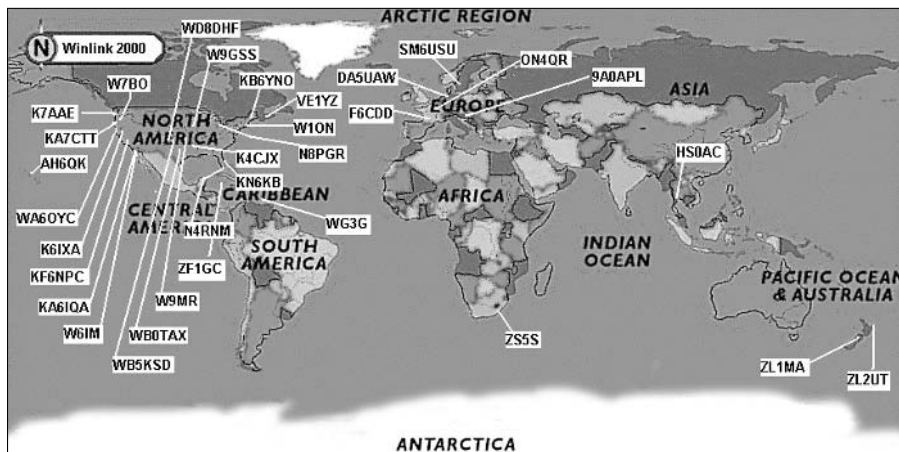 ARCTIC REGION
WD8DHF
N Winlink 2000
W9GSS
SM6USU
ON4QR
KB6YNO
DA5UAW
9A0APL
W7BO
ASIA
VE1YZ
EUROPE
K7AAE
F6CDD
NORTH
AMERICA
W1ON
KA7CTT
N8PGR
HS0AC
AH6QK
K4CJX
KN6KB
CARIBBEAN
AFRICA
WA6OYC
CENTRAL
AMERICA
WG3G
N4RNM
K6IXA
SOUTH
AMERICA
INDIAN
OCEAN
ZF1GC
KF6NPC
PACIFIC OCEAN
& AUSTRALIA
W9MR
KA6IQA
W6IM
WB0TAX
ZS5S
WB5KSD
ZL1MA
ZL2UT
ANTARCTICA